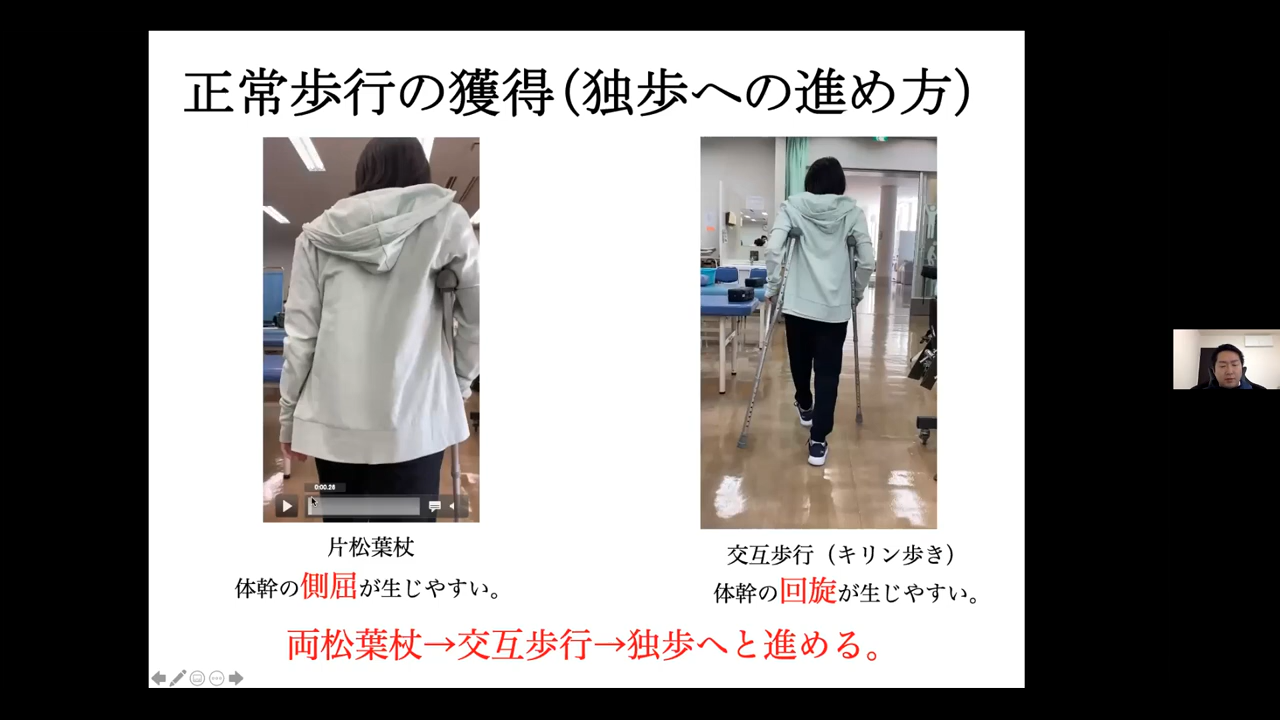 正常歩行の獲得（独歩への進め方）
0:00.26
片松葉杖
体幹の側屈が生じやすい。
交互歩行（キリン歩き）
体幹の回旋が生じやすい。
両松葉杖→交互歩行→独歩へと進める。